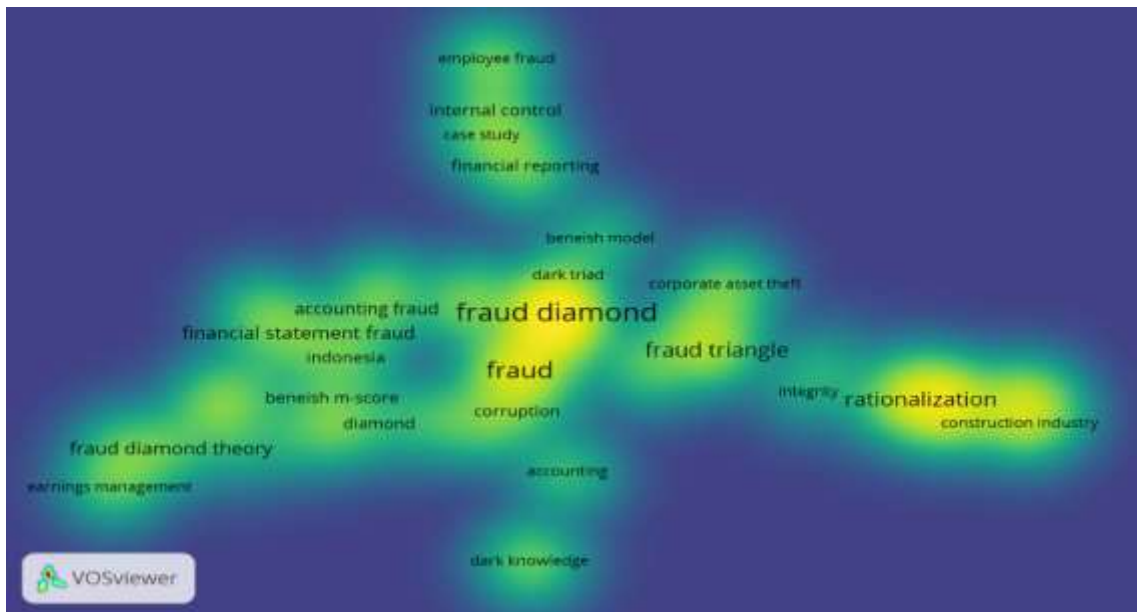 employee fraud
internal control
case study
financial reporting
beneish model
dark triad
corporate asset theft
accounting fraud
fraud diamond
financial statement fraud
fraud triangle
indonesia
fraud
integrity
rationalization
beneish m-score
corruption
construction industry
diamond
fraud diamond theory
accounting
earnings management
dark knowledge
VOSviewer